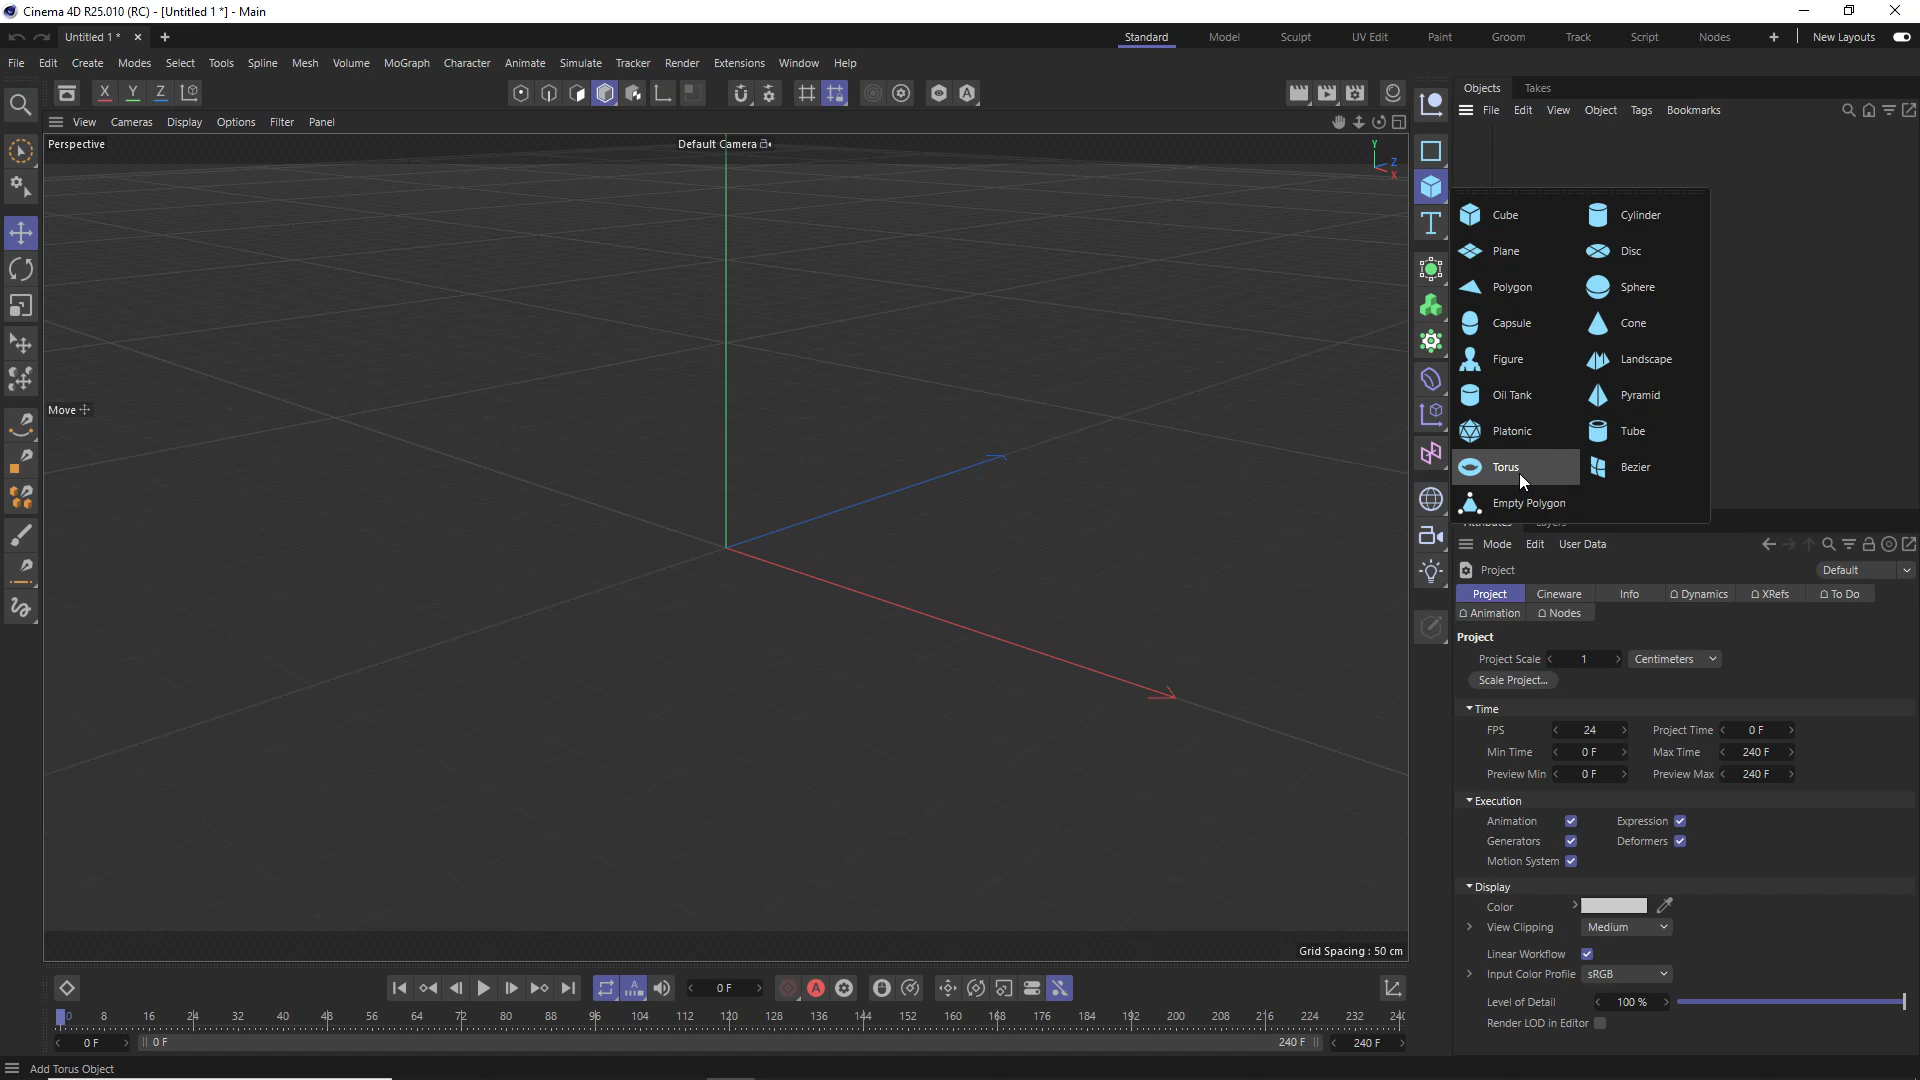 Cinema 4D R25.010 (RC) - [Untitled 1 *] - Main
Untitled 1 * Standard Model Sculpt UV Edit Paint Groom Track Script Nodes New Layouts
File Edit Create Modes Select Tools Spline Mesh Volume MoGraph Character Animate Simulate Tracker Render Extensions Window Help
X Y Z
View Cameras Display Options Filter Panel
Perspective
Default Camera
Y
Z
X
Move
Grid Spacing : 50 cm
Objects Takes
File Edit View Object Tags Bookmarks
Cube Cylinder
Plane Disc
Polygon Sphere
Capsule Cone
Figure Landscape
Oil Tank Pyramid
Platonic Tube
Torus Bezier
Empty Polygon
Attributes Layers
Mode Edit User Data
Project Default
Project Cineware Info Dynamics XRefs To Do
Animation Nodes
Project
Project Scale 1 Centimeters
Scale Project...
Time
FPS 24 Project Time 0 F
Min Time 0 F Max Time 240 F
Preview Min 0 F Preview Max 240 F
Execution
Animation Expression
Generators Deformers
Motion System
Display
Color
View Clipping Medium
Linear Workflow
Input Color Profile sRGB
Level of Detail 100 %
Render LOD in Editor
0 F
0 8 16 24 32 40 48 56 64 72 80 88 96 104 112 120 128 136 144 152 160 168 176 184 192 200 208 216 224 232 240
0 F 0 F 240 F 240 F
Add Torus Object